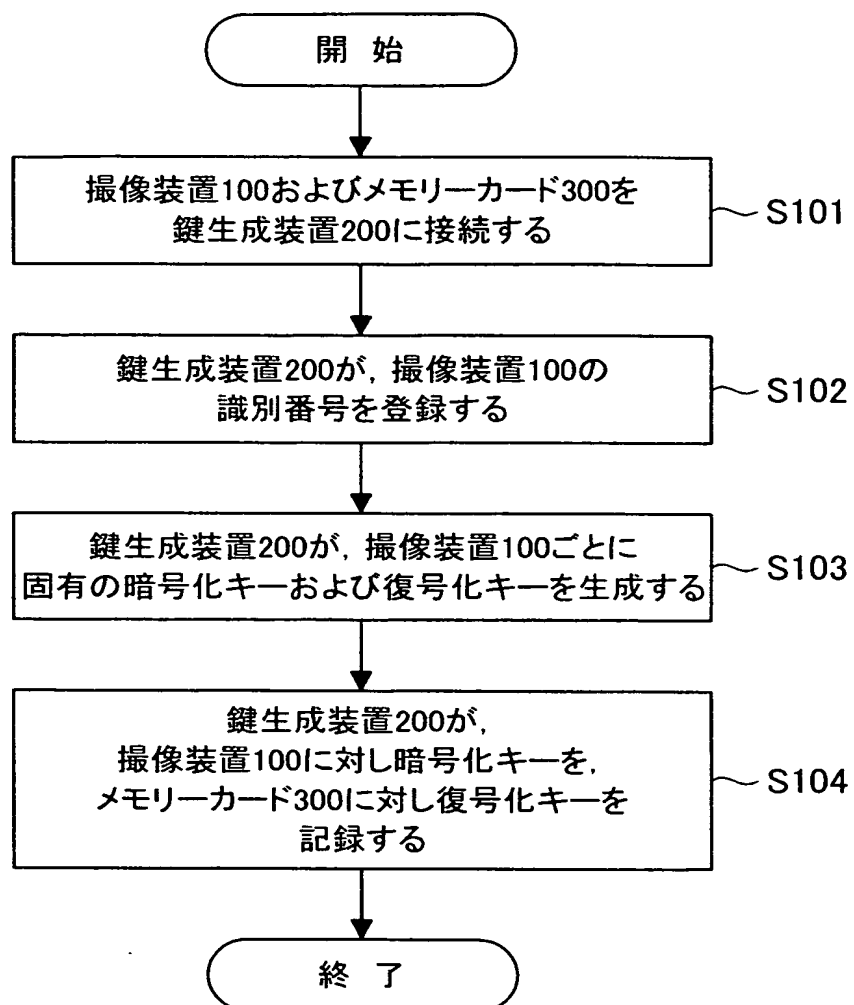 開 始
撮像装置100およびメモリーカード300を
鍵生成装置200に接続する
S101
鍵生成装置200が，撮像装置100の
識別番号を登録する
S102
鍵生成装置200が，撮像装置100ごとに
固有の暗号化キーおよび復号化キーを生成する
S103
鍵生成装置200が，
撮像装置100に対し暗号化キーを，
メモリーカード300に対し復号化キーを
記録する
S104
終 了